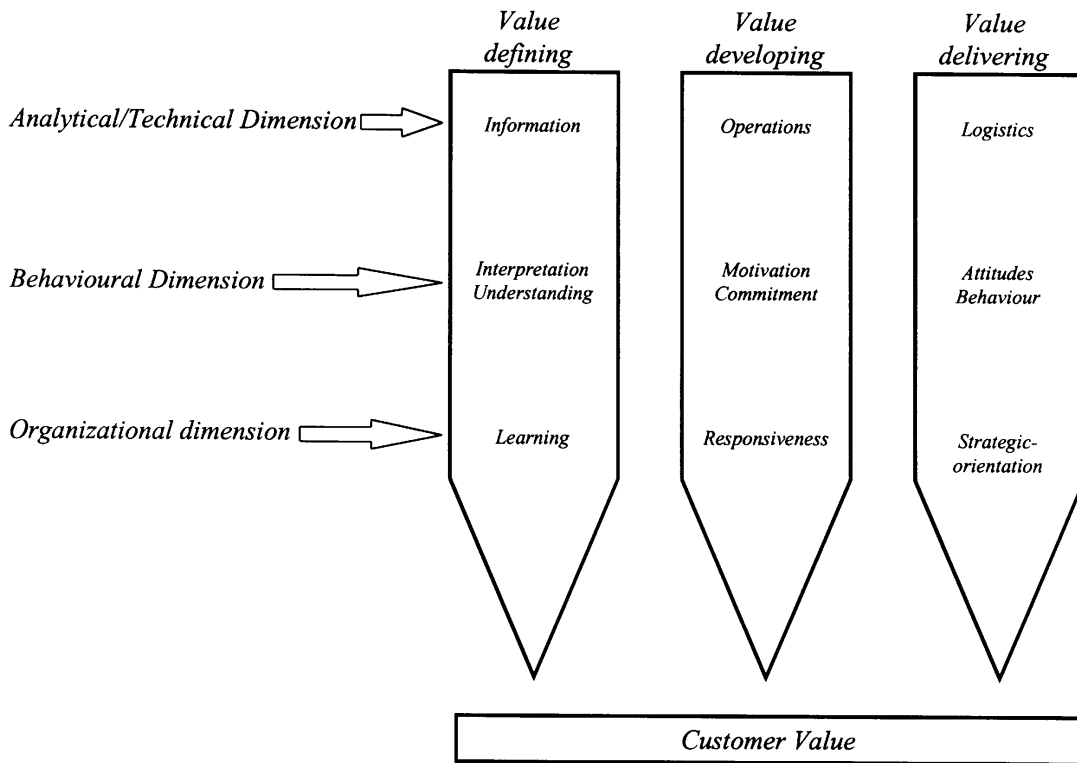 Value
defining
Value
developing
Value
delivering
Analytical/Technical Dimension
Information
Operations
Logistics
Behavioural Dimension
Interpretation
Understanding
Motivation
Commitment
Attitudes
Behaviour
Organizational dimension
Learning
Responsiveness
Strategic-
orientation
Customer Value